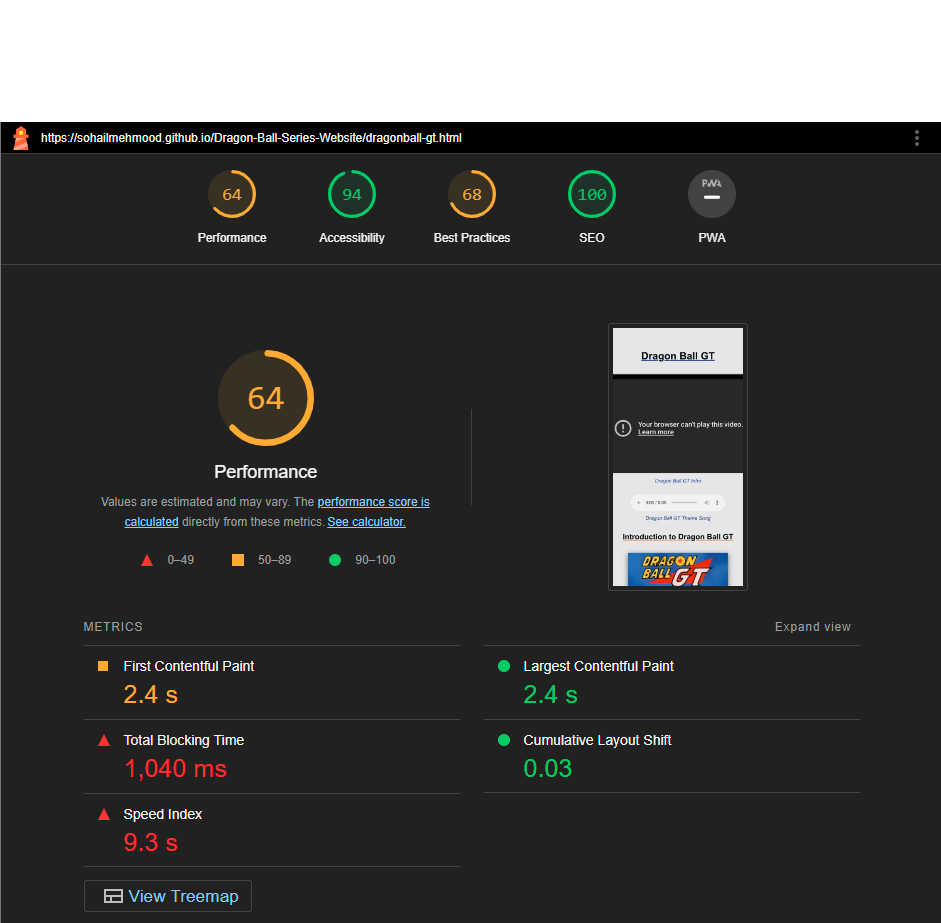 https://sohailmehmood.github.io/Dragon-Ball-Series-Website/dragonball-gt.html
64
94
68
100
PWA
Performance
Accessibility
Best Practices
SEO
PWA
64
Performance
Values are estimated and may vary. The performance score is
calculated directly from these metrics. See calculator.
0–49
50–89
90–100
Dragon Ball GT
Your browser can't play this video.
Learn more
Dragon Ball GT Intro
0:00 / 0:00
Dragon Ball GT Theme Song
Introduction to Dragon Ball GT
DRAGON
BALL GT
METRICS
Expand view
First Contentful Paint
2.4 s
Largest Contentful Paint
2.4 s
Total Blocking Time
1,040 ms
Cumulative Layout Shift
0.03
Speed Index
9.3 s
View Treemap